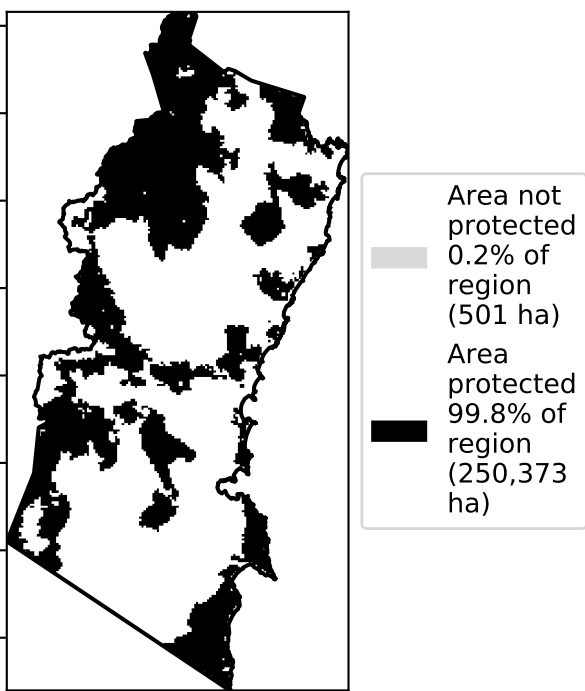 Area not
protected
0.2% of
region
(501 ha)
Area
protected
99.8% of
region
(250,373
ha)